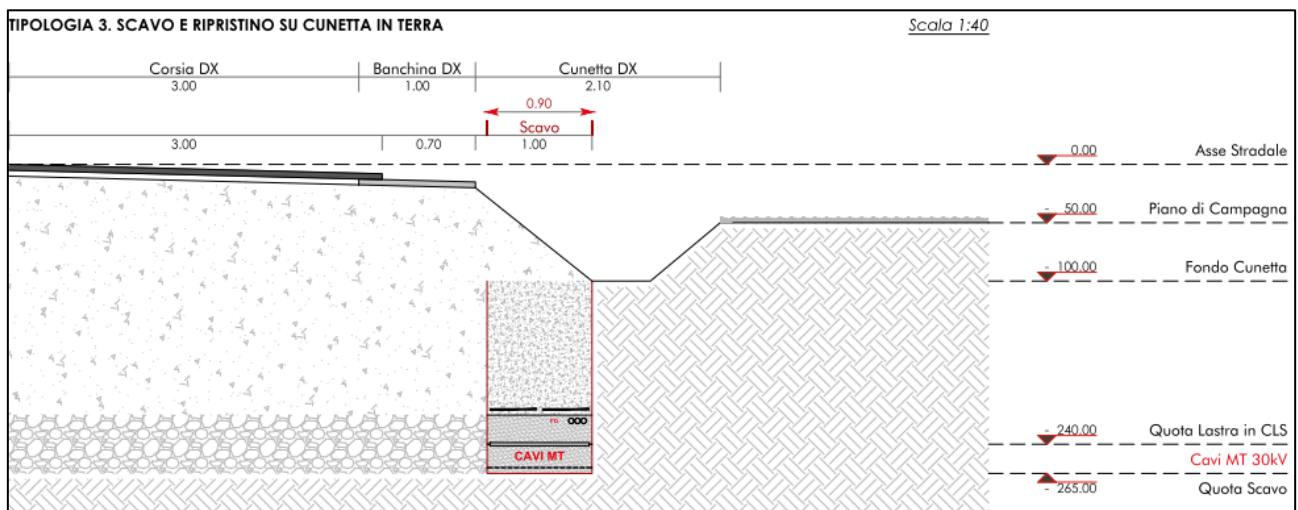 TIPOLOGIA 3. SCAVO E RIPRISTINO SU CUNETTA IN TERRA
Scala 1:40
Corsia DX Banchina DX Cunetta DX
3.00 1.00 2.10
0.90
Scavo
3.00 0.70 1.00
0.00 Asse Stradale
- 50.00 Piano di Campagna
- 100.00 Fondo Cunetta
FO
- 240.00 Quota Lastra in CLS
CAVI MT
Cavi MT 30kV
- 265.00 Quota Scavo